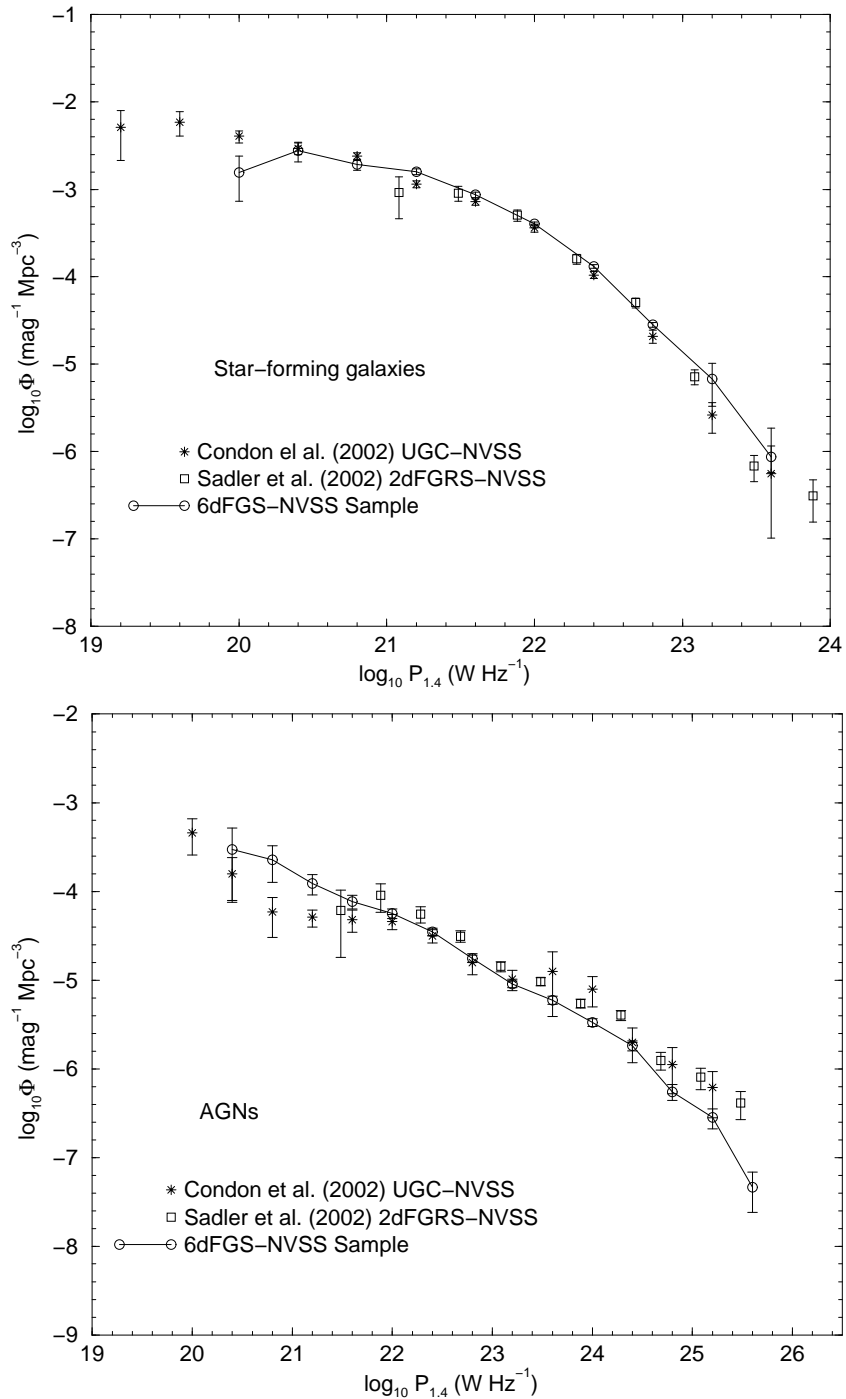 −1
−2
−3
−4
−5
−6
−7
−8
log₁₀Φ (mag⁻¹ Mpc⁻³)
Star−forming galaxies
Condon el al. (2002) UGC−NVSS
Sadler et al. (2002) 2dFGRS−NVSS
6dFGS−NVSS Sample
19 20 21 22 23 24
log₁₀ P₁.₄ (W Hz⁻¹)
−2
−3
−4
−5
−6
−7
−8
−9
log₁₀Φ (mag⁻¹ Mpc⁻³)
AGNs
Condon et al. (2002) UGC−NVSS
Sadler et al. (2002) 2dFGRS−NVSS
6dFGS−NVSS Sample
19 20 21 22 23 24 25 26
log₁₀ P₁.₄ (W Hz⁻¹)